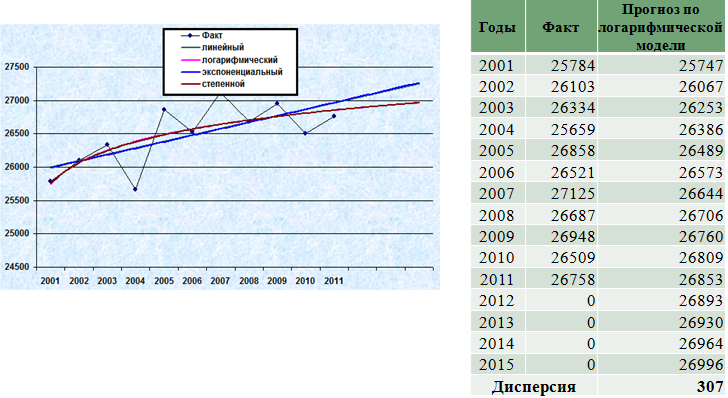 Факт
линейный
логарифмический
экспоненциальный
степенной
27500
27000
26500
26000
25500
25000
24500
2001 2002 2003 2004 2005 2006 2007 2008 2009 2010 2011
Годы Факт Прогноз по логарифмической модели
2001 25784 25747
2002 26103 26067
2003 26334 26253
2004 25659 26386
2005 26858 26489
2006 26521 26573
2007 27125 26644
2008 26687 26706
2009 26948 26760
2010 26509 26809
2011 26758 26853
2012 0 26893
2013 0 26930
2014 0 26964
2015 0 26996
Дисперсия 307